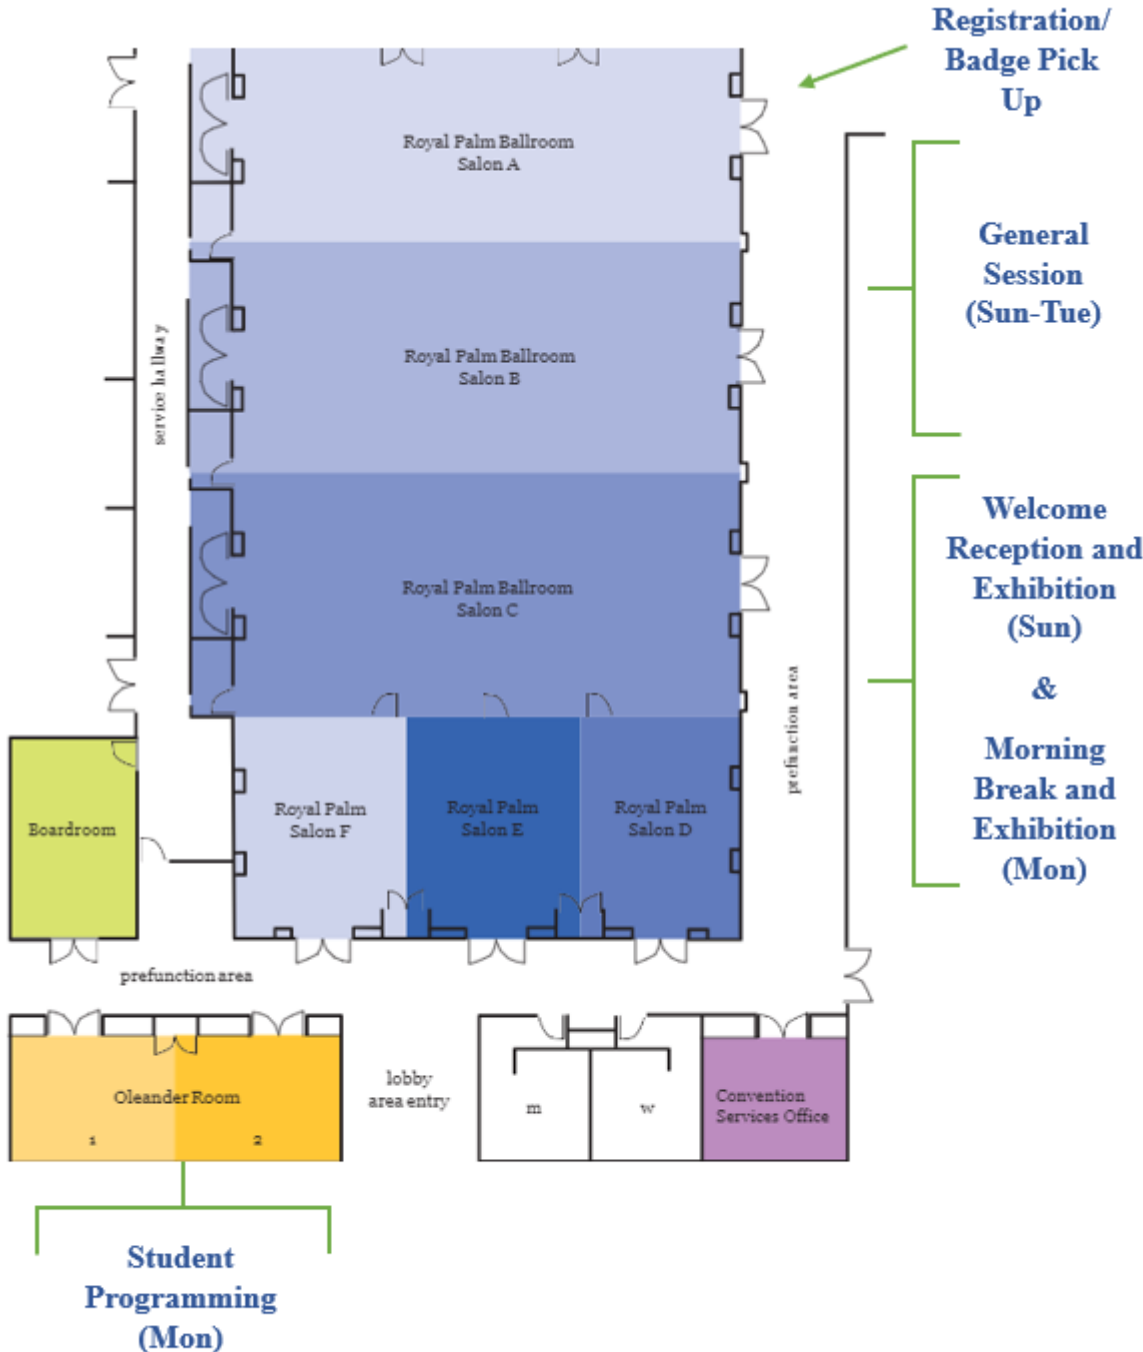 Registration/
Badge Pick
Up
Royal Palm Ballroom
Salon A
General
Session
(Sun-Tue)
service hallway
Royal Palm Ballroom
Salon B
Welcome
Reception and
Exhibition
(Sun)
&
Morning
Break and
Exhibition
(Mon)
Royal Palm Ballroom
Salon C
prefunction area
Boardroom
Royal Palm
Salon F
Royal Palm
Salon E
Royal Palm
Salon D
prefunction area
Oleander Room
1
2
lobby
area entry
m
w
Convention
Services Office
Student
Programming
(Mon)